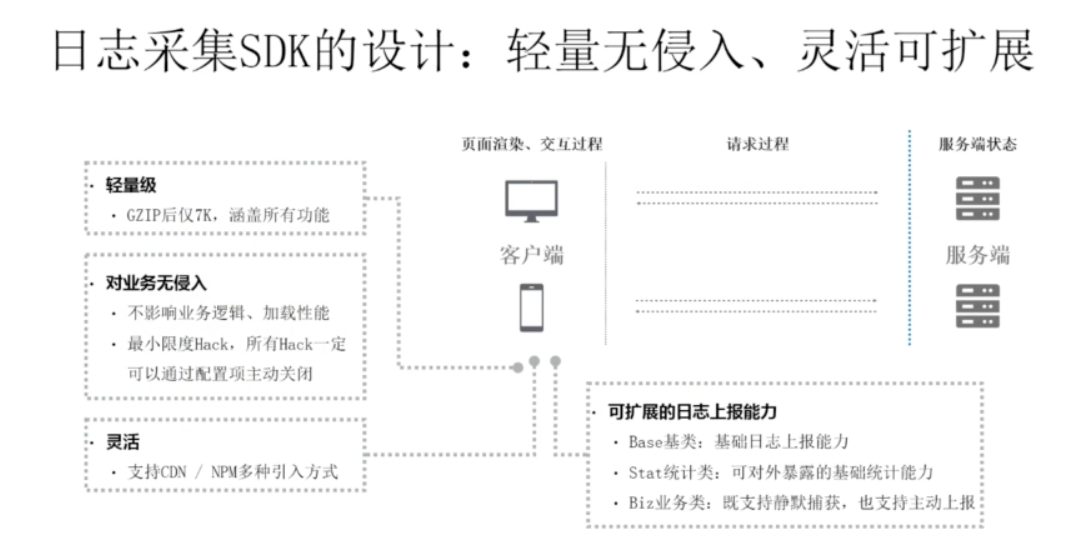 日志采集SDK的设计：轻量无侵入、灵活可扩展
页面渲染、交互过程
请求过程
服务端状态
· 轻量级
· GZIP后仅7K，涵盖所有功能
· 对业务无侵入
· 不影响业务逻辑、加载性能
· 最小限度Hack，所有Hack一定
可以通过配置项主动关闭
· 灵活
· 支持CDN / NPM多种引入方式
客户端
服务端
· 可扩展的日志上报能力
· Base基类：基础日志上报能力
· Stat统计类：可对外暴露的基础统计能力
· Biz业务类：既支持静默捕获，也支持主动上报